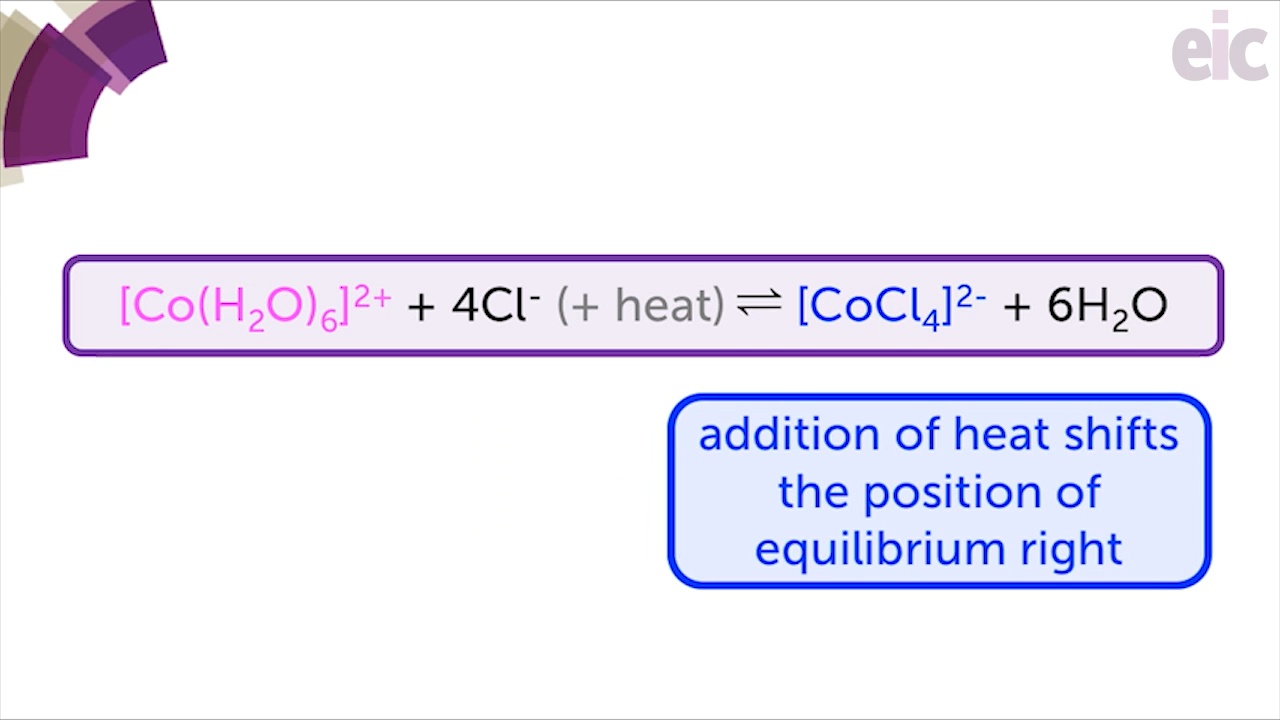 eic
[Co(H₂O)₆]²⁺ + 4Cl⁻ (+ heat) ⇌ [CoCl₄]²⁻ + 6H₂O
addition of heat shifts
the position of
equilibrium right